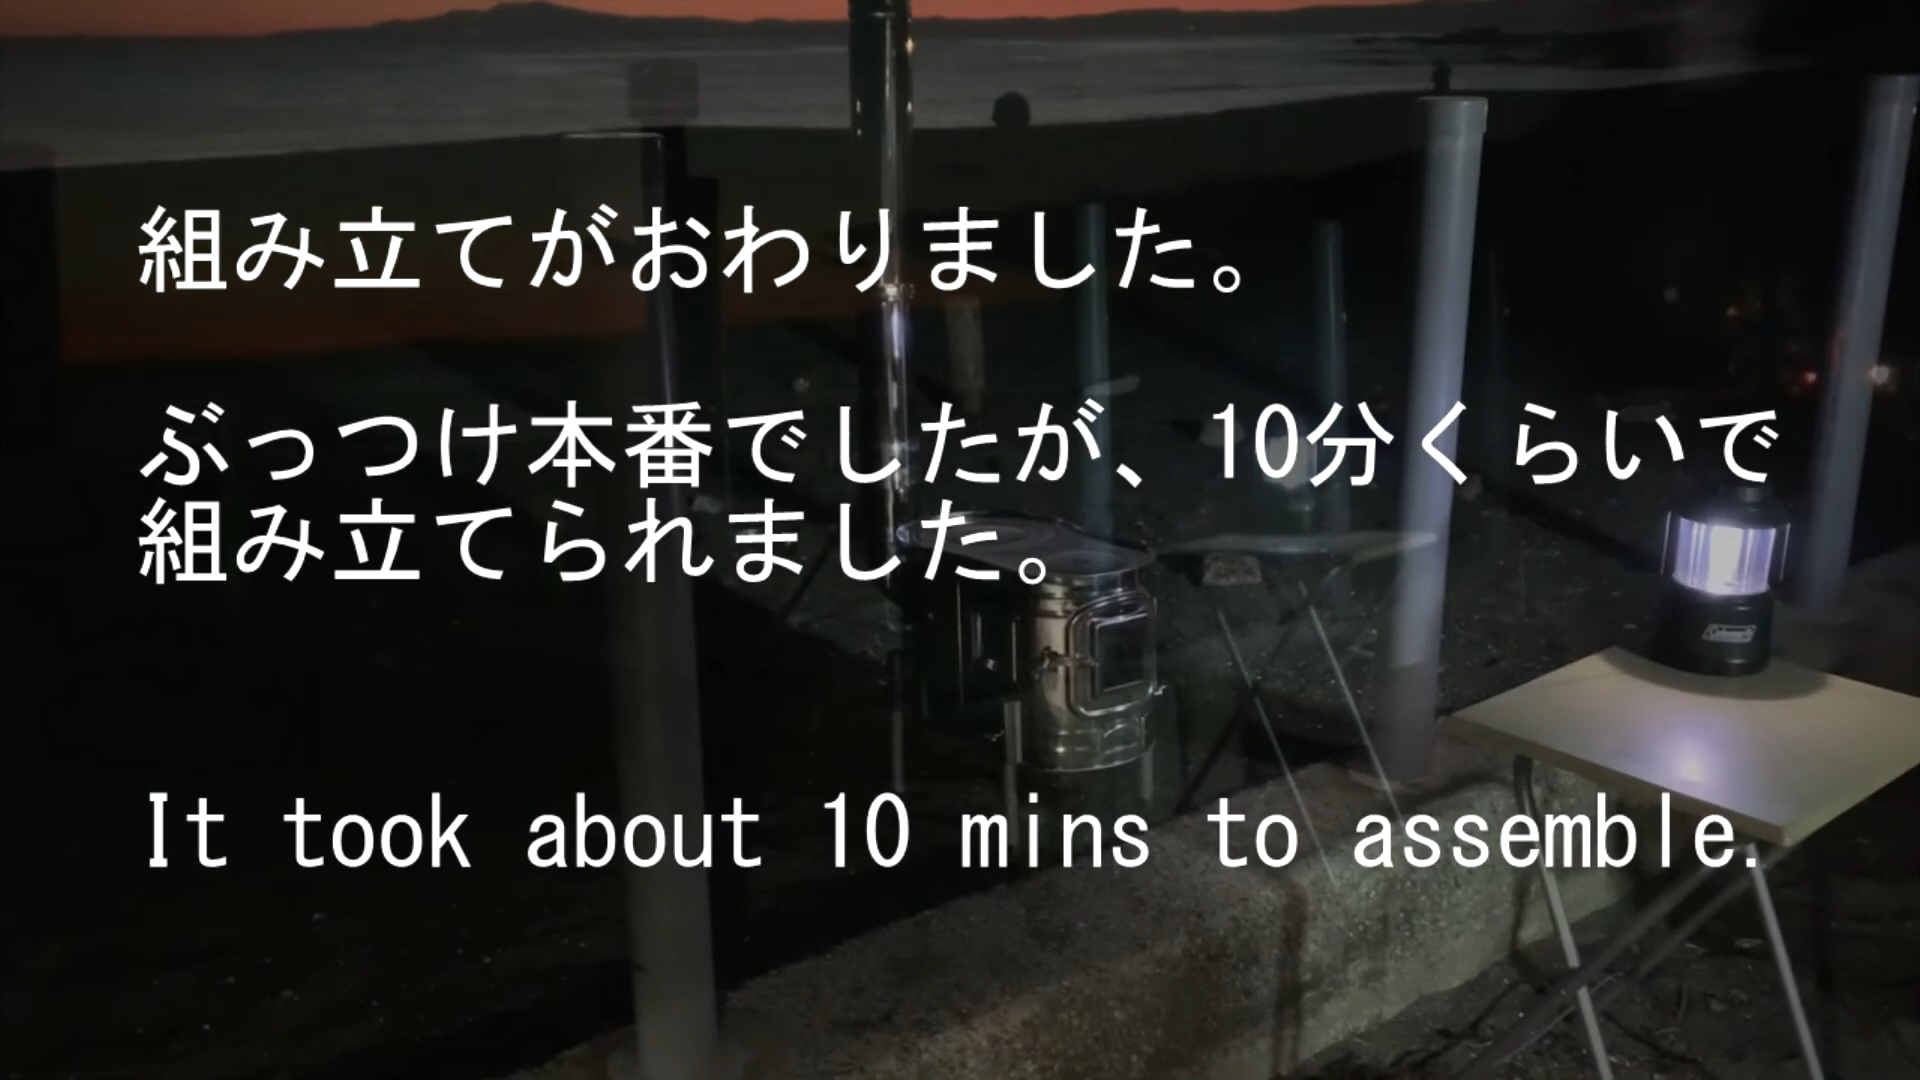 組み立てがおわりました。
ぶっつけ本番でしたが、10分くらいで
組み立てられました。
It took about 10 mins to assemble.
Coleman